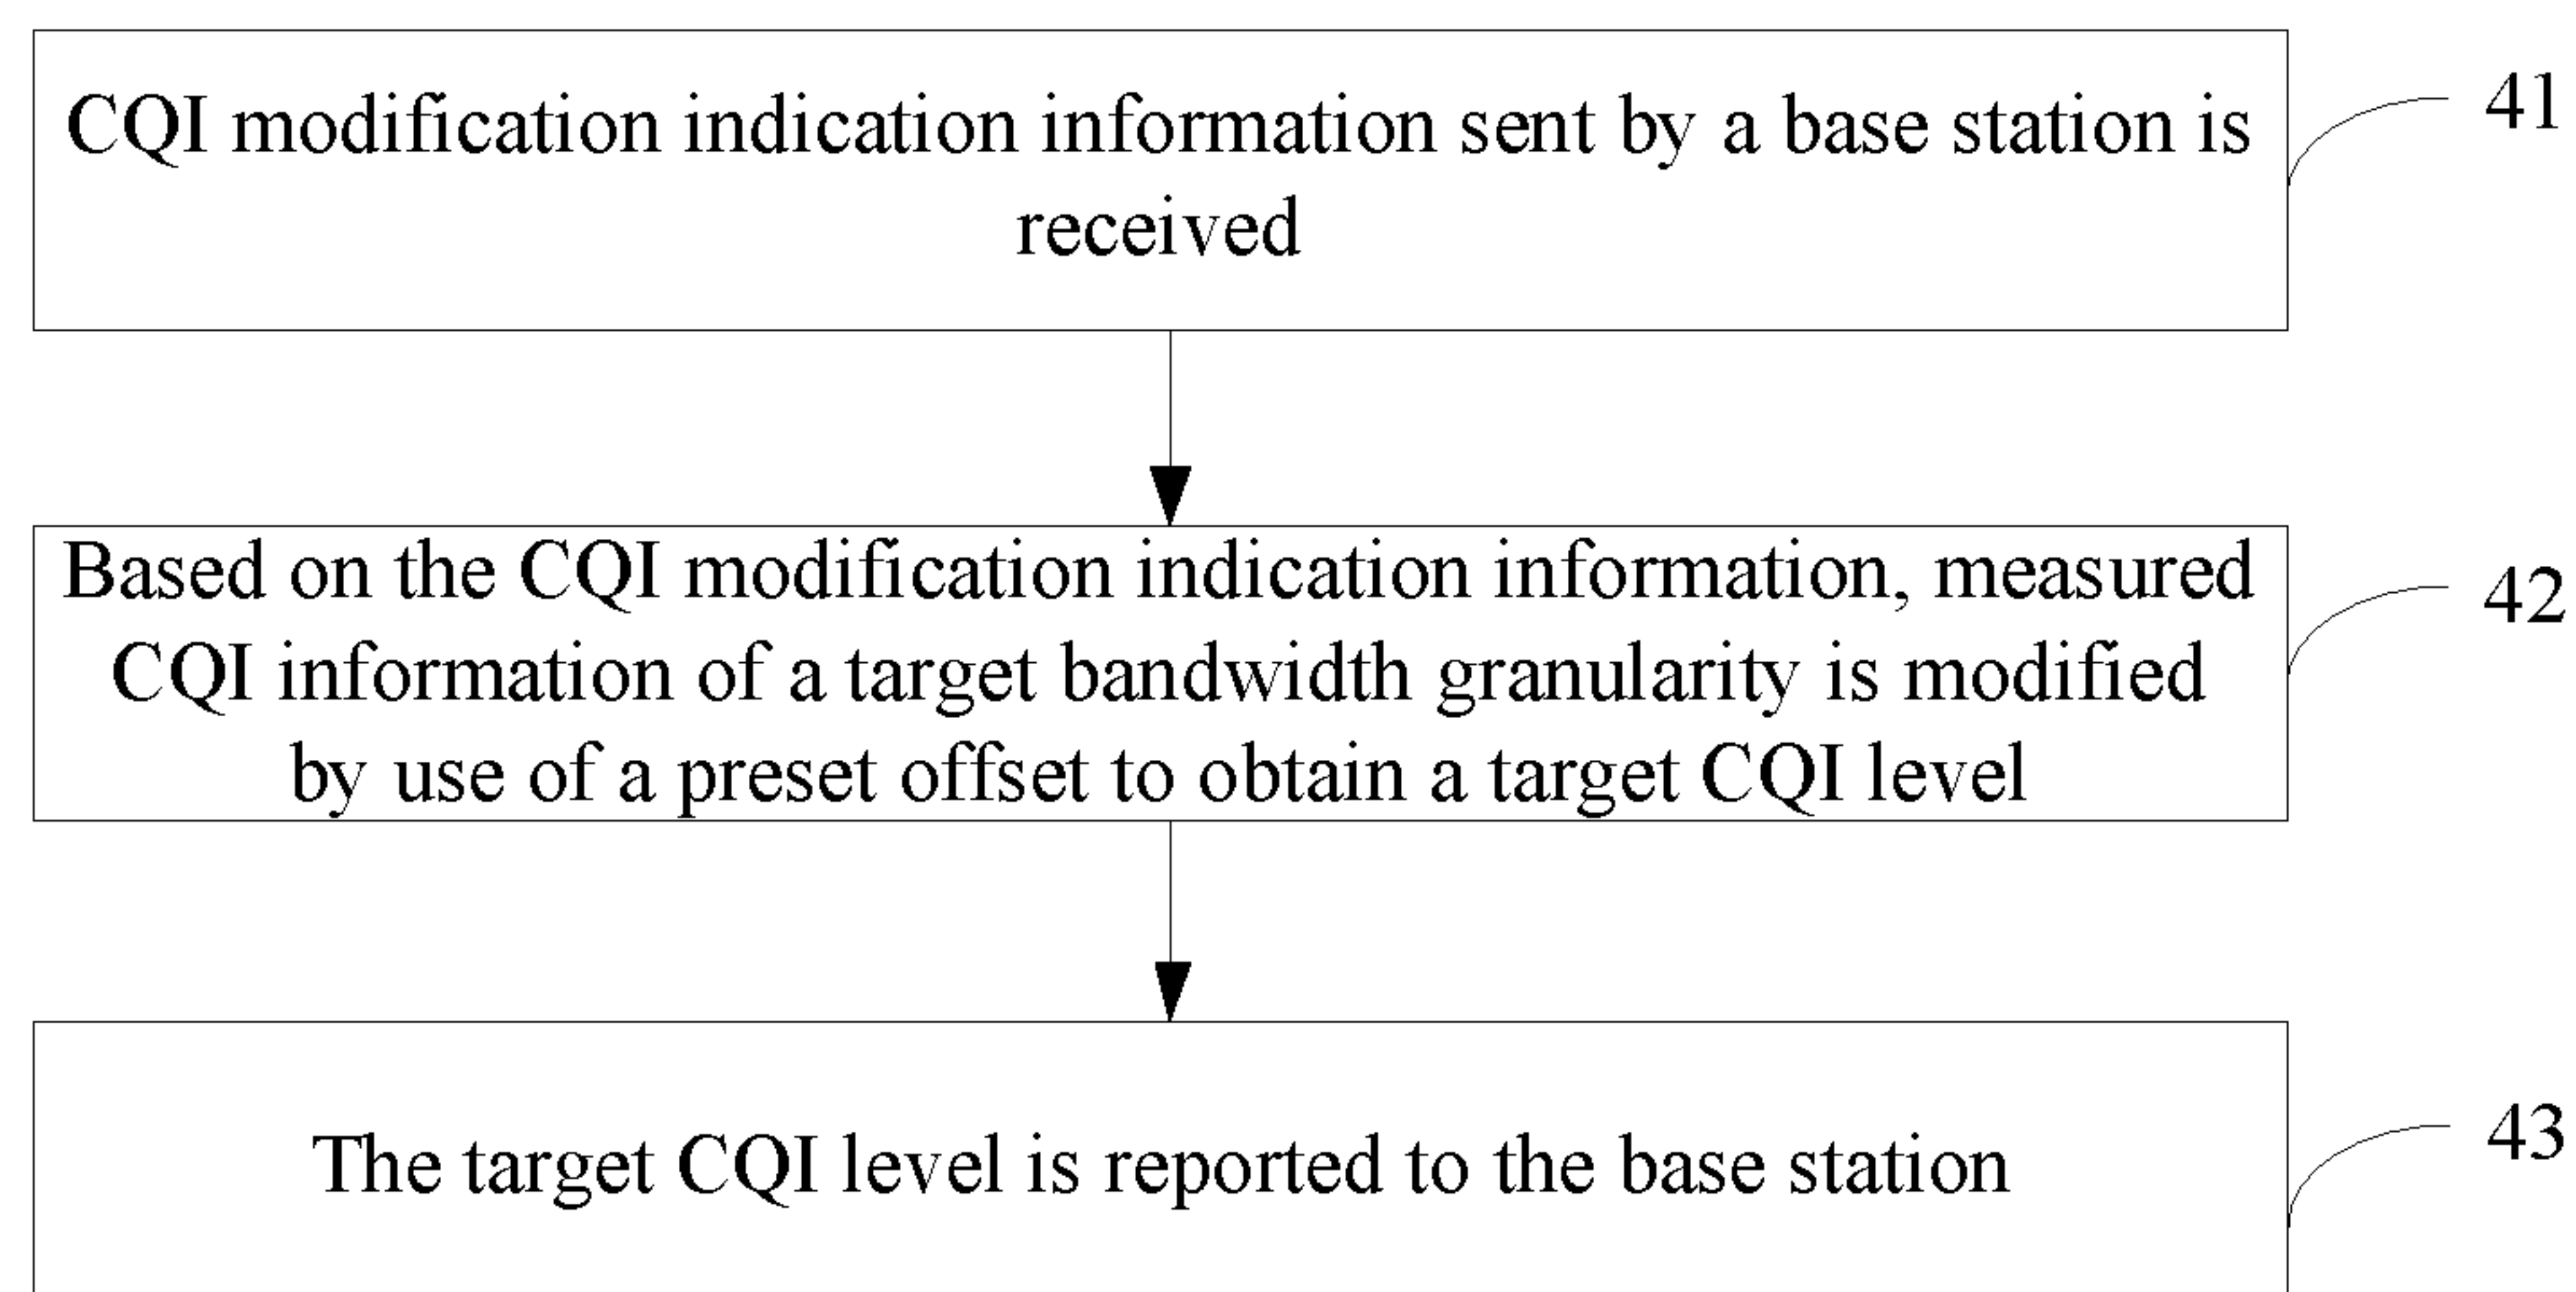 CQI modification indication information sent by a base station is
received
41
Based on the CQI modification indication information, measured
CQI information of a target bandwidth granularity is modified
by use of a preset offset to obtain a target CQI level
42
The target CQI level is reported to the base station
43